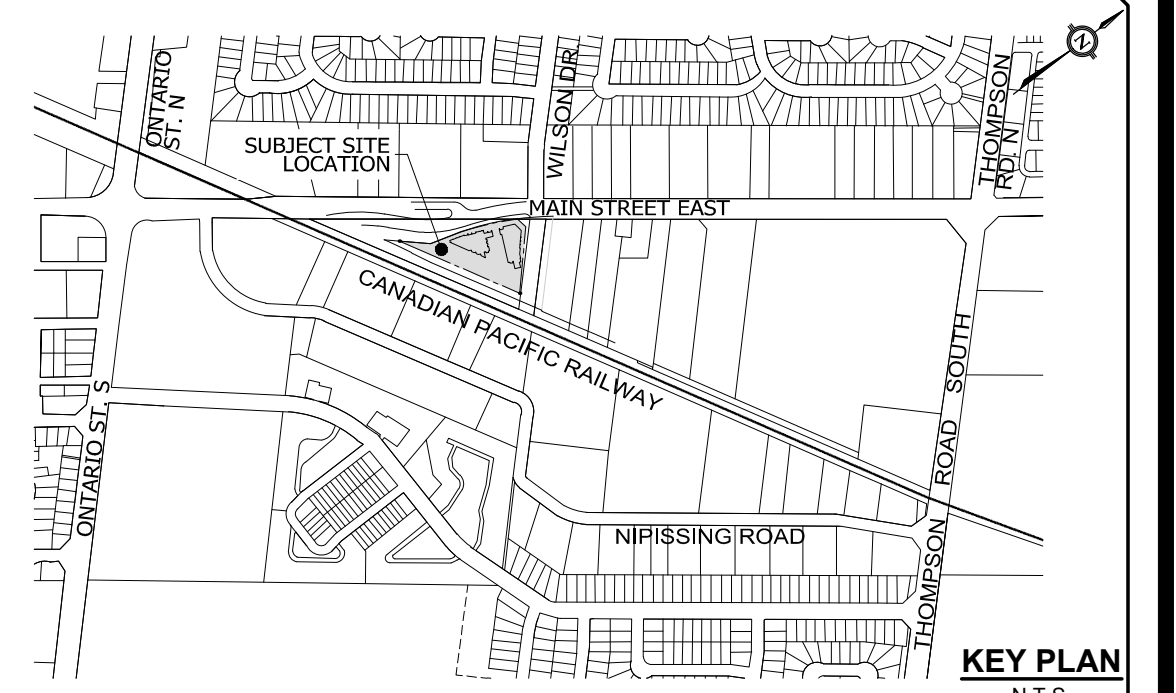 ONTARIO
ST. N
SUBJECT SITE
LOCATION
WILSON DR.
THOMPSON
RD. N
N
MAIN STREET EAST
CANADIAN PACIFIC RAILWAY
ONTARIO ST. S
THOMPSON ROAD SOUTH
NIPISSING ROAD
KEY PLAN
N.T.S.